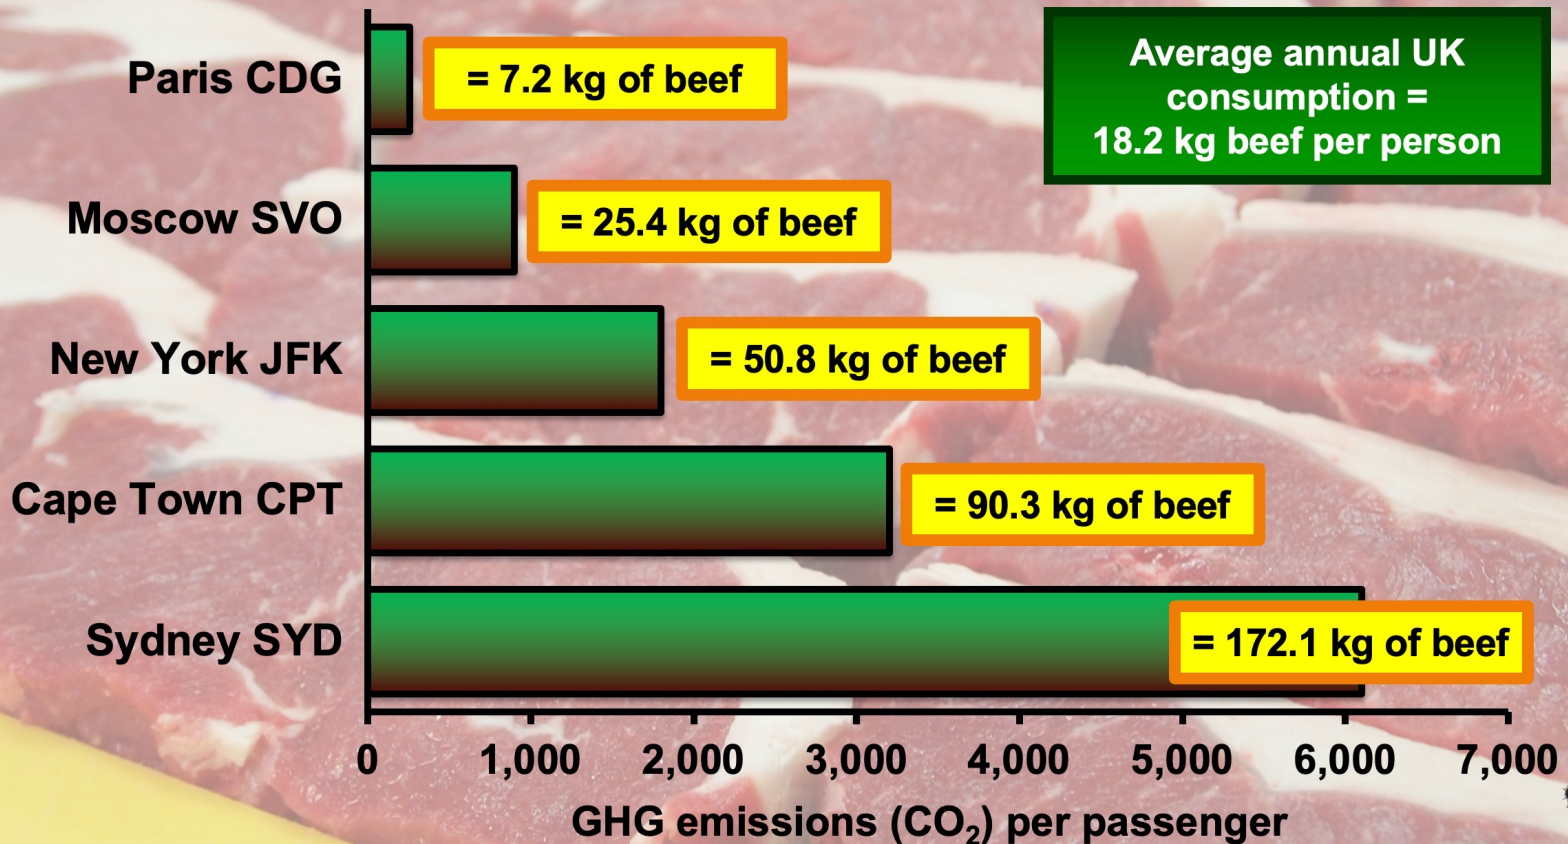 Average annual UK
consumption =
18.2 kg beef per person
Paris CDG
= 7.2 kg of beef
Moscow SVO
= 25.4 kg of beef
New York JFK
= 50.8 kg of beef
Cape Town CPT
= 90.3 kg of beef
Sydney SYD
= 172.1 kg of beef
0 1,000 2,000 3,000 4,000 5,000 6,000 7,000
GHG emissions (CO₂) per passenger